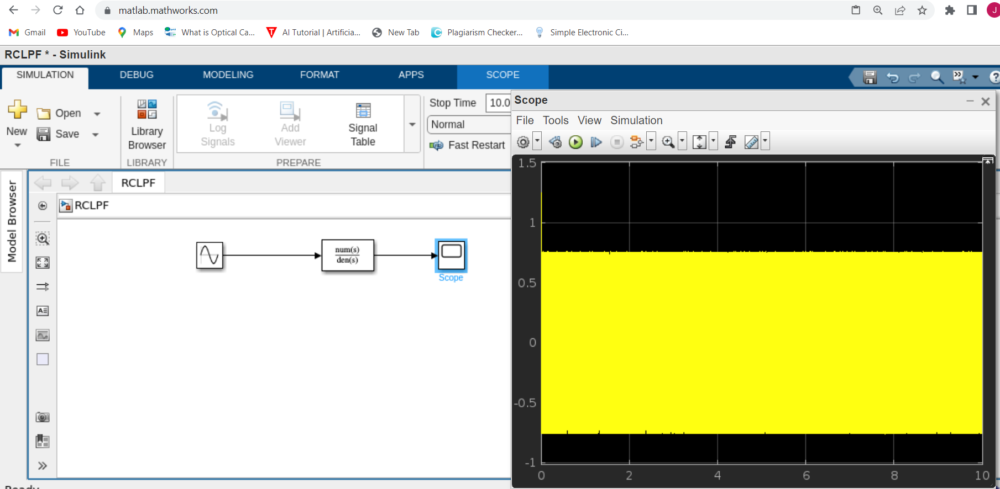 matlab.mathworks.com
J
Gmail
YouTube
Maps
What is Optical Ca...
AI Tutorial | Artificia...
New Tab
Plagiarism Checker...
Simple Electronic Ci...
RCLPF * - Simulink
SIMULATION
DEBUG
MODELING
FORMAT
APPS
SCOPE
New
Open
Save
FILE
Library
Browser
LIBRARY
Log
Signals
Add
Viewer
Signal
Table
PREPARE
Stop Time
10.0
Normal
Fast Restart
Model Browser
RCLPF
RCLPF
num(s)
den(s)
Scope
Scope
File Tools View Simulation
1.5
1
0.5
0
-0.5
-1
0 2 4 6 8 10